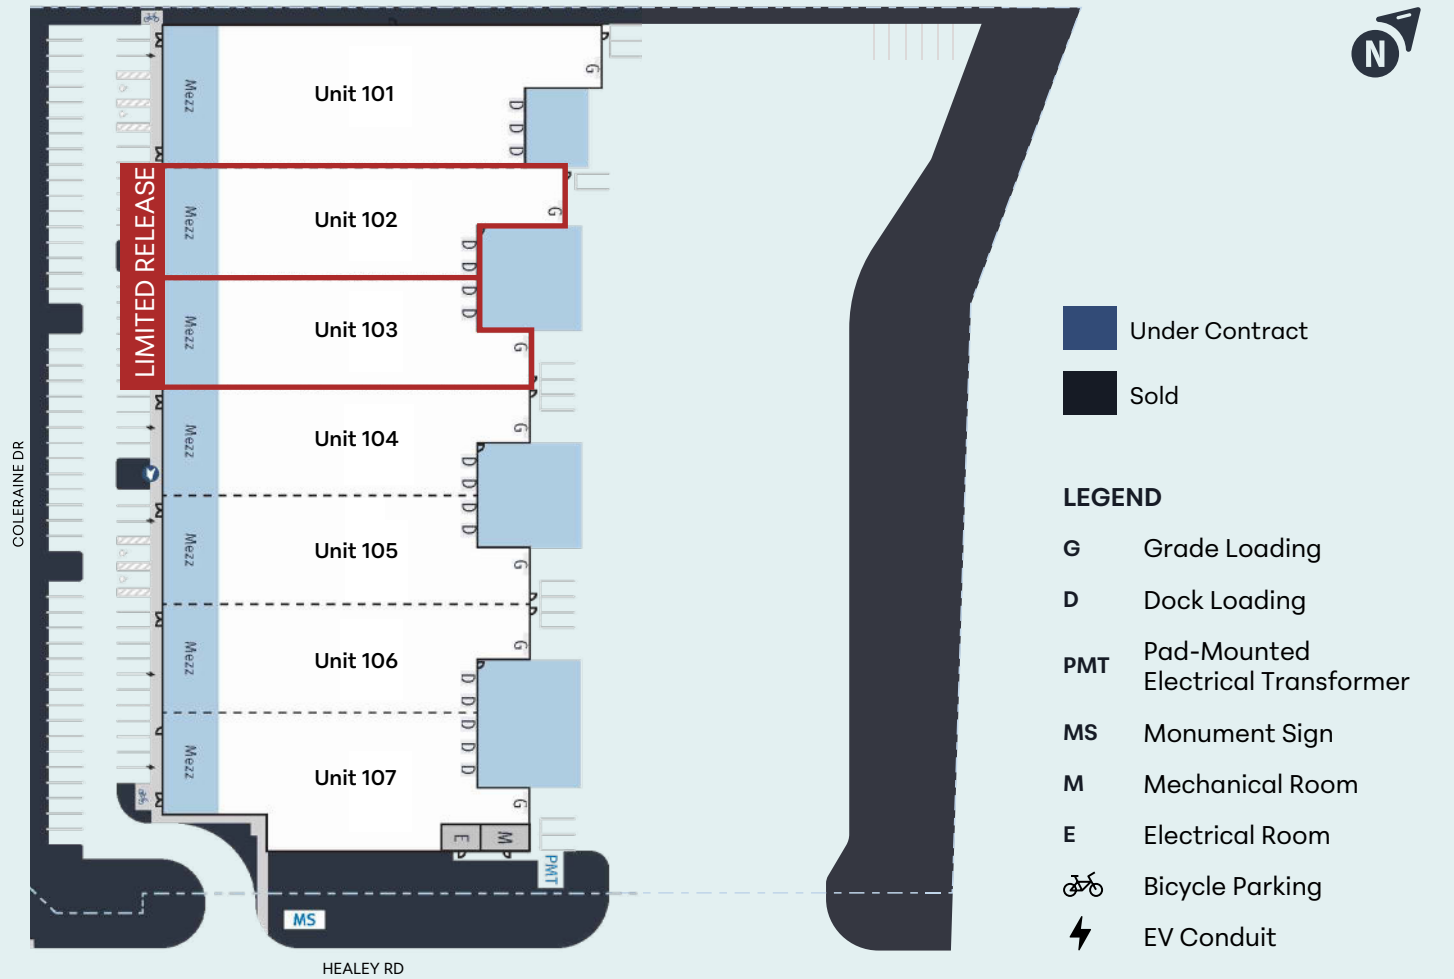 N
Unit 101
Mezz
G
D
D
D
LIMITED RELEASE
Unit 102
Mezz
G
D
D
Unit 103
Mezz
D
D
G
Unit 104
Mezz
G
D
D
Unit 105
Mezz
D
D
G
Unit 106
Mezz
G
D
D
Unit 107
Mezz
D
D
D
G
E
M
PMT
MS
COLERAINE DR
HEALEY RD
Under Contract
Sold
LEGEND
G Grade Loading
D Dock Loading
PMT Pad-Mounted
Electrical Transformer
MS Monument Sign
M Mechanical Room
E Electrical Room
Bicycle Parking
EV Conduit